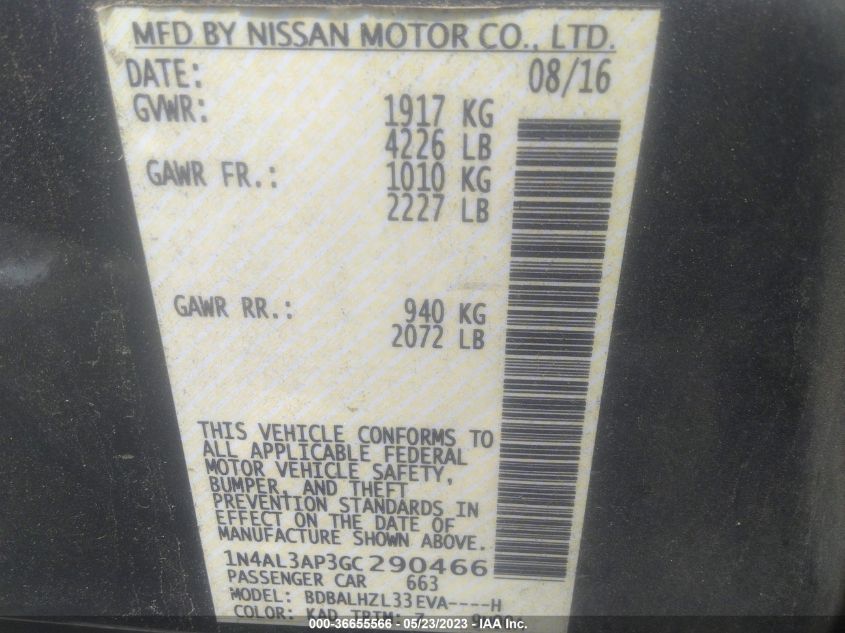 MFD BY NISSAN MOTOR CO., LTD.
DATE: 08/16
GVWR: 1917 KG
4226 LB
GAWR FR.: 1010 KG
2227 LB
GAWR RR.: 940 KG
2072 LB
THIS VEHICLE CONFORMS TO
ALL APPLICABLE FEDERAL
MOTOR VEHICLE SAFETY,
BUMPER, AND THEFT
PREVENTION STANDARDS IN
EFFECT ON THE DATE OF
MANUFACTURE SHOWN ABOVE.
1N4AL3AP3GC290466
PASSENGER CAR 663
MODEL: BDBALHZL33EVA----H
COLOR: KAD TRIM:
000-36655566 - 05/23/2023 - IAA Inc.